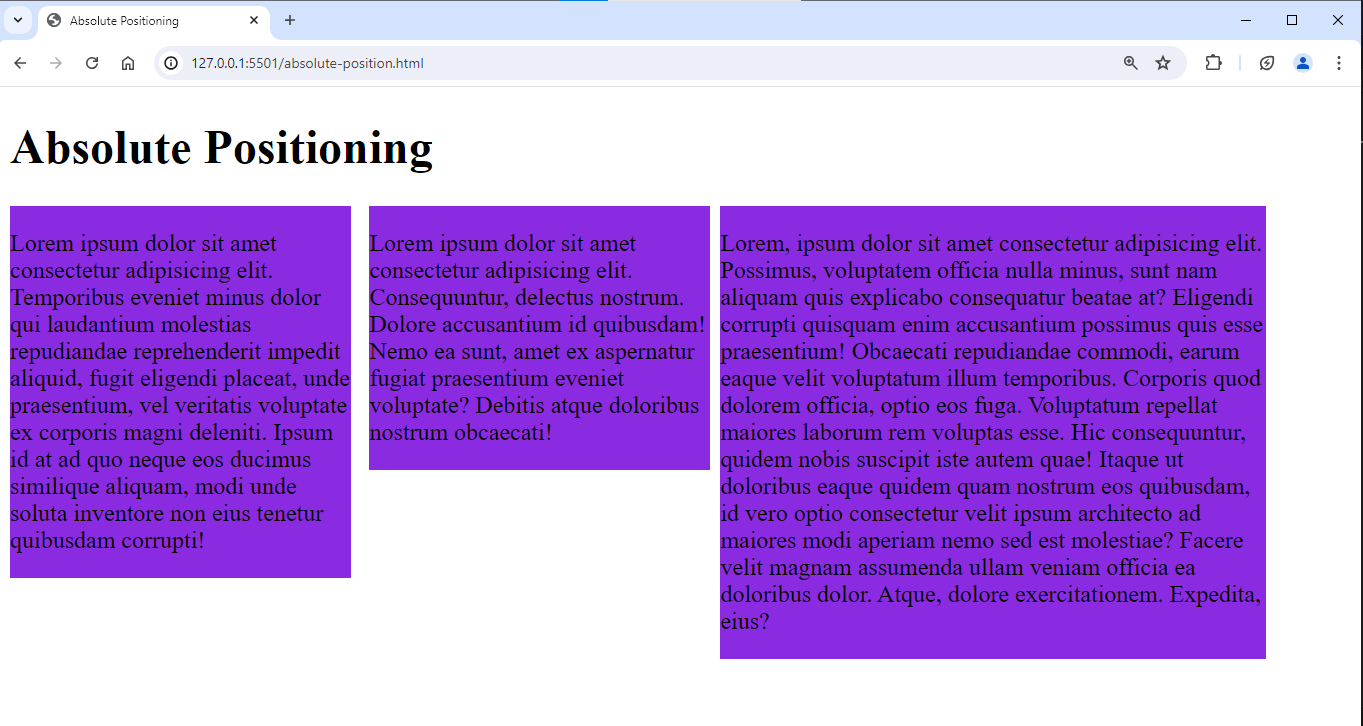 Absolute Positioning
127.0.0.1:5501/absolute-position.html
Absolute Positioning
Lorem ipsum dolor sit amet
consectetur adipisicing elit.
Temporibus eveniet minus dolor
qui laudantium molestias
repudiandae reprehenderit impedit
aliquid, fugit eligendi placeat, unde
praesentium, vel veritatis voluptate
ex corporis magni deleniti. Ipsum
id at ad quo neque eos ducimus
similique aliquam, modi unde
soluta inventore non eius tenetur
quibusdam corrupti!
Lorem ipsum dolor sit amet
consectetur adipisicing elit.
Consequuntur, delectus nostrum.
Dolore accusantium id quibusdam!
Nemo ea sunt, amet ex aspernatur
fugiat praesentium eveniet
voluptate? Debitis atque doloribus
nostrum obcaecati!
Lorem, ipsum dolor sit amet consectetur adipisicing elit.
Possimus, voluptatem officia nulla minus, sunt nam
aliquam quis explicabo consequatur beatae at? Eligendi
corrupti quisquam enim accusantium possimus quis esse
praesentium! Obcaecati repudiandae commodi, earum
eaque velit voluptatum illum temporibus. Corporis quod
dolorem officia, optio eos fuga. Voluptatum repellat
maiores laborum rem voluptas esse. Hic consequuntur,
quidem nobis suscipit iste autem quae! Itaque ut
doloribus eaque quidem quam nostrum eos quibusdam,
id vero optio consectetur velit ipsum architecto ad
maiores modi aperiam nemo sed est molestiae? Facere
velit magnam assumenda ullam veniam officia ea
doloribus dolor. Atque, dolore exercitationem. Expedita,
eius?